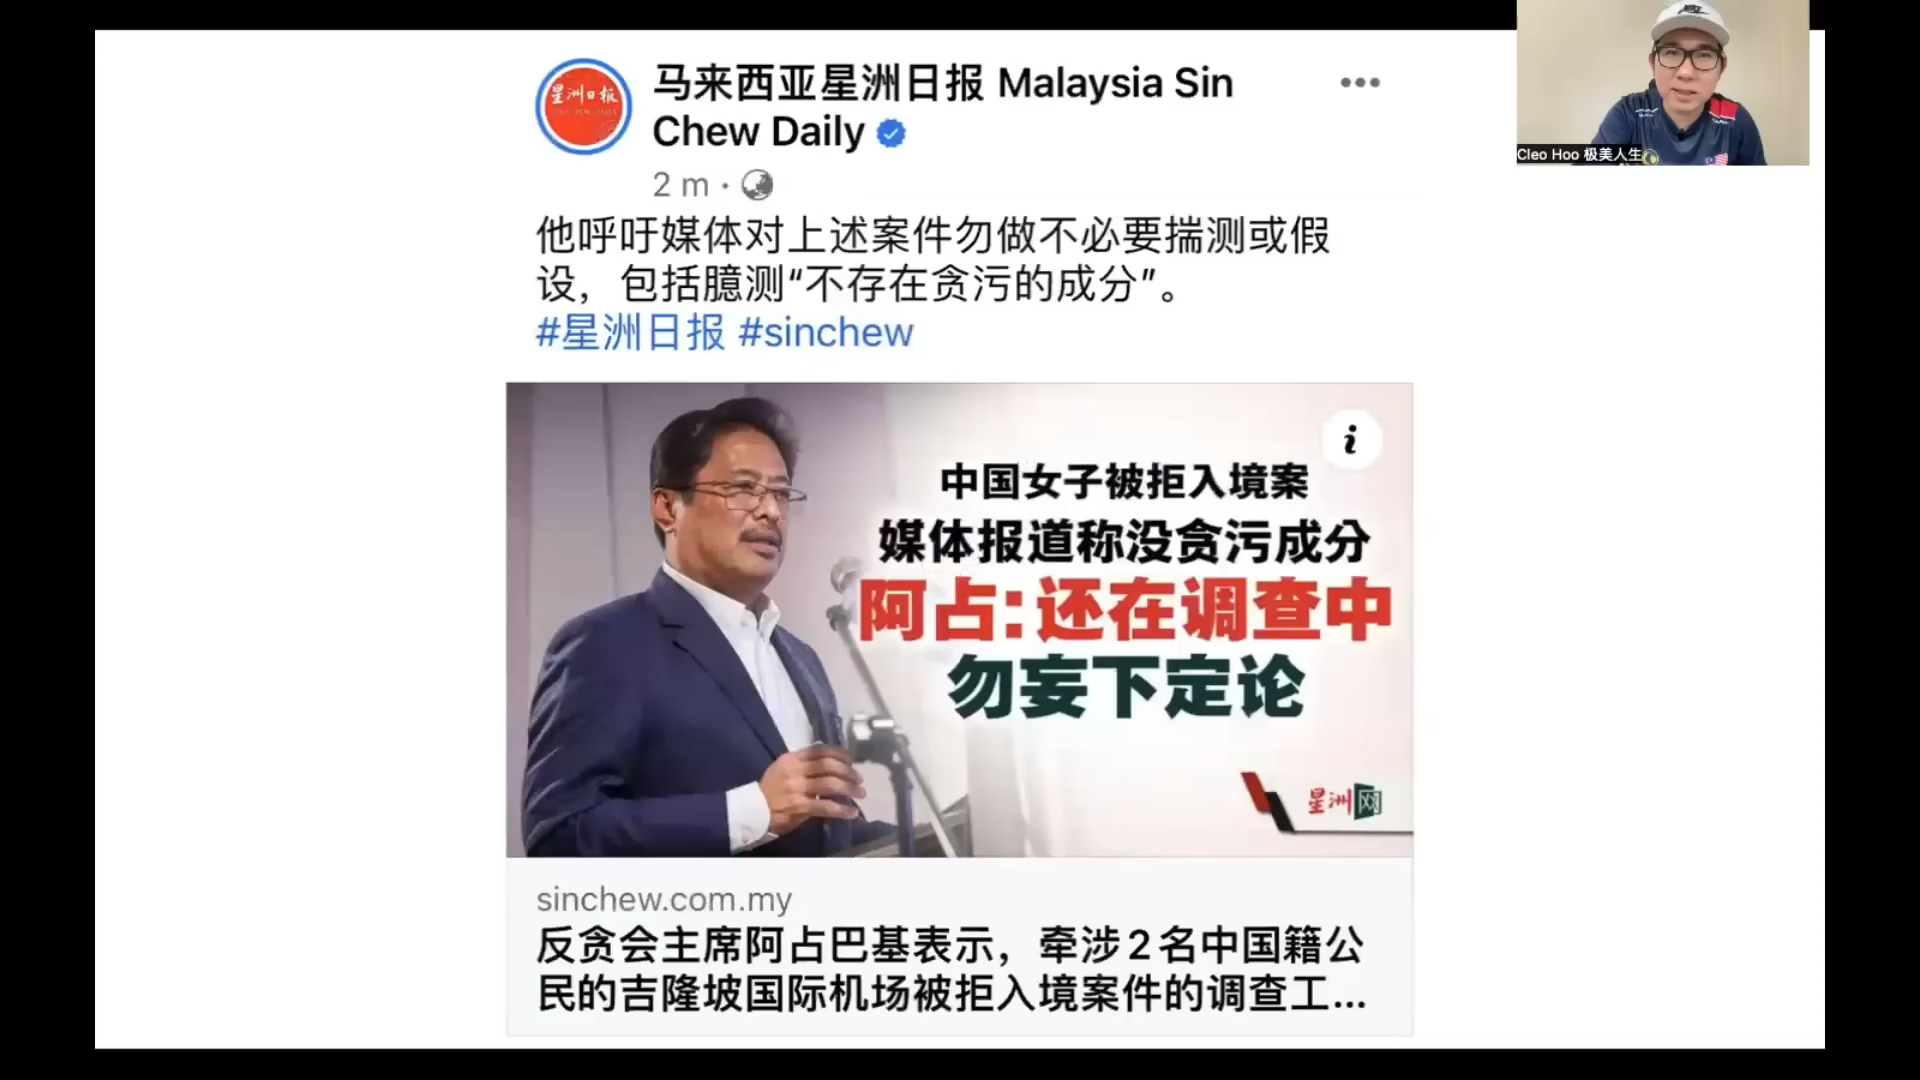 马来西亚星洲日报 Malaysia Sin
Chew Daily
2 m ·
他呼吁媒体对上述案件勿做不必要揣测或假
设，包括臆测“不存在贪污的成分”。
#星洲日报 #sinchew
星洲日报
中国女子被拒入境案
媒体报道称没贪污成分
阿占:还在调查中
勿妄下定论
星洲网
sinchew.com.my
反贪会主席阿占巴基表示，牵涉2名中国籍公
民的吉隆坡国际机场被拒入境案件的调查工...
Cleo Hoo 极美人生